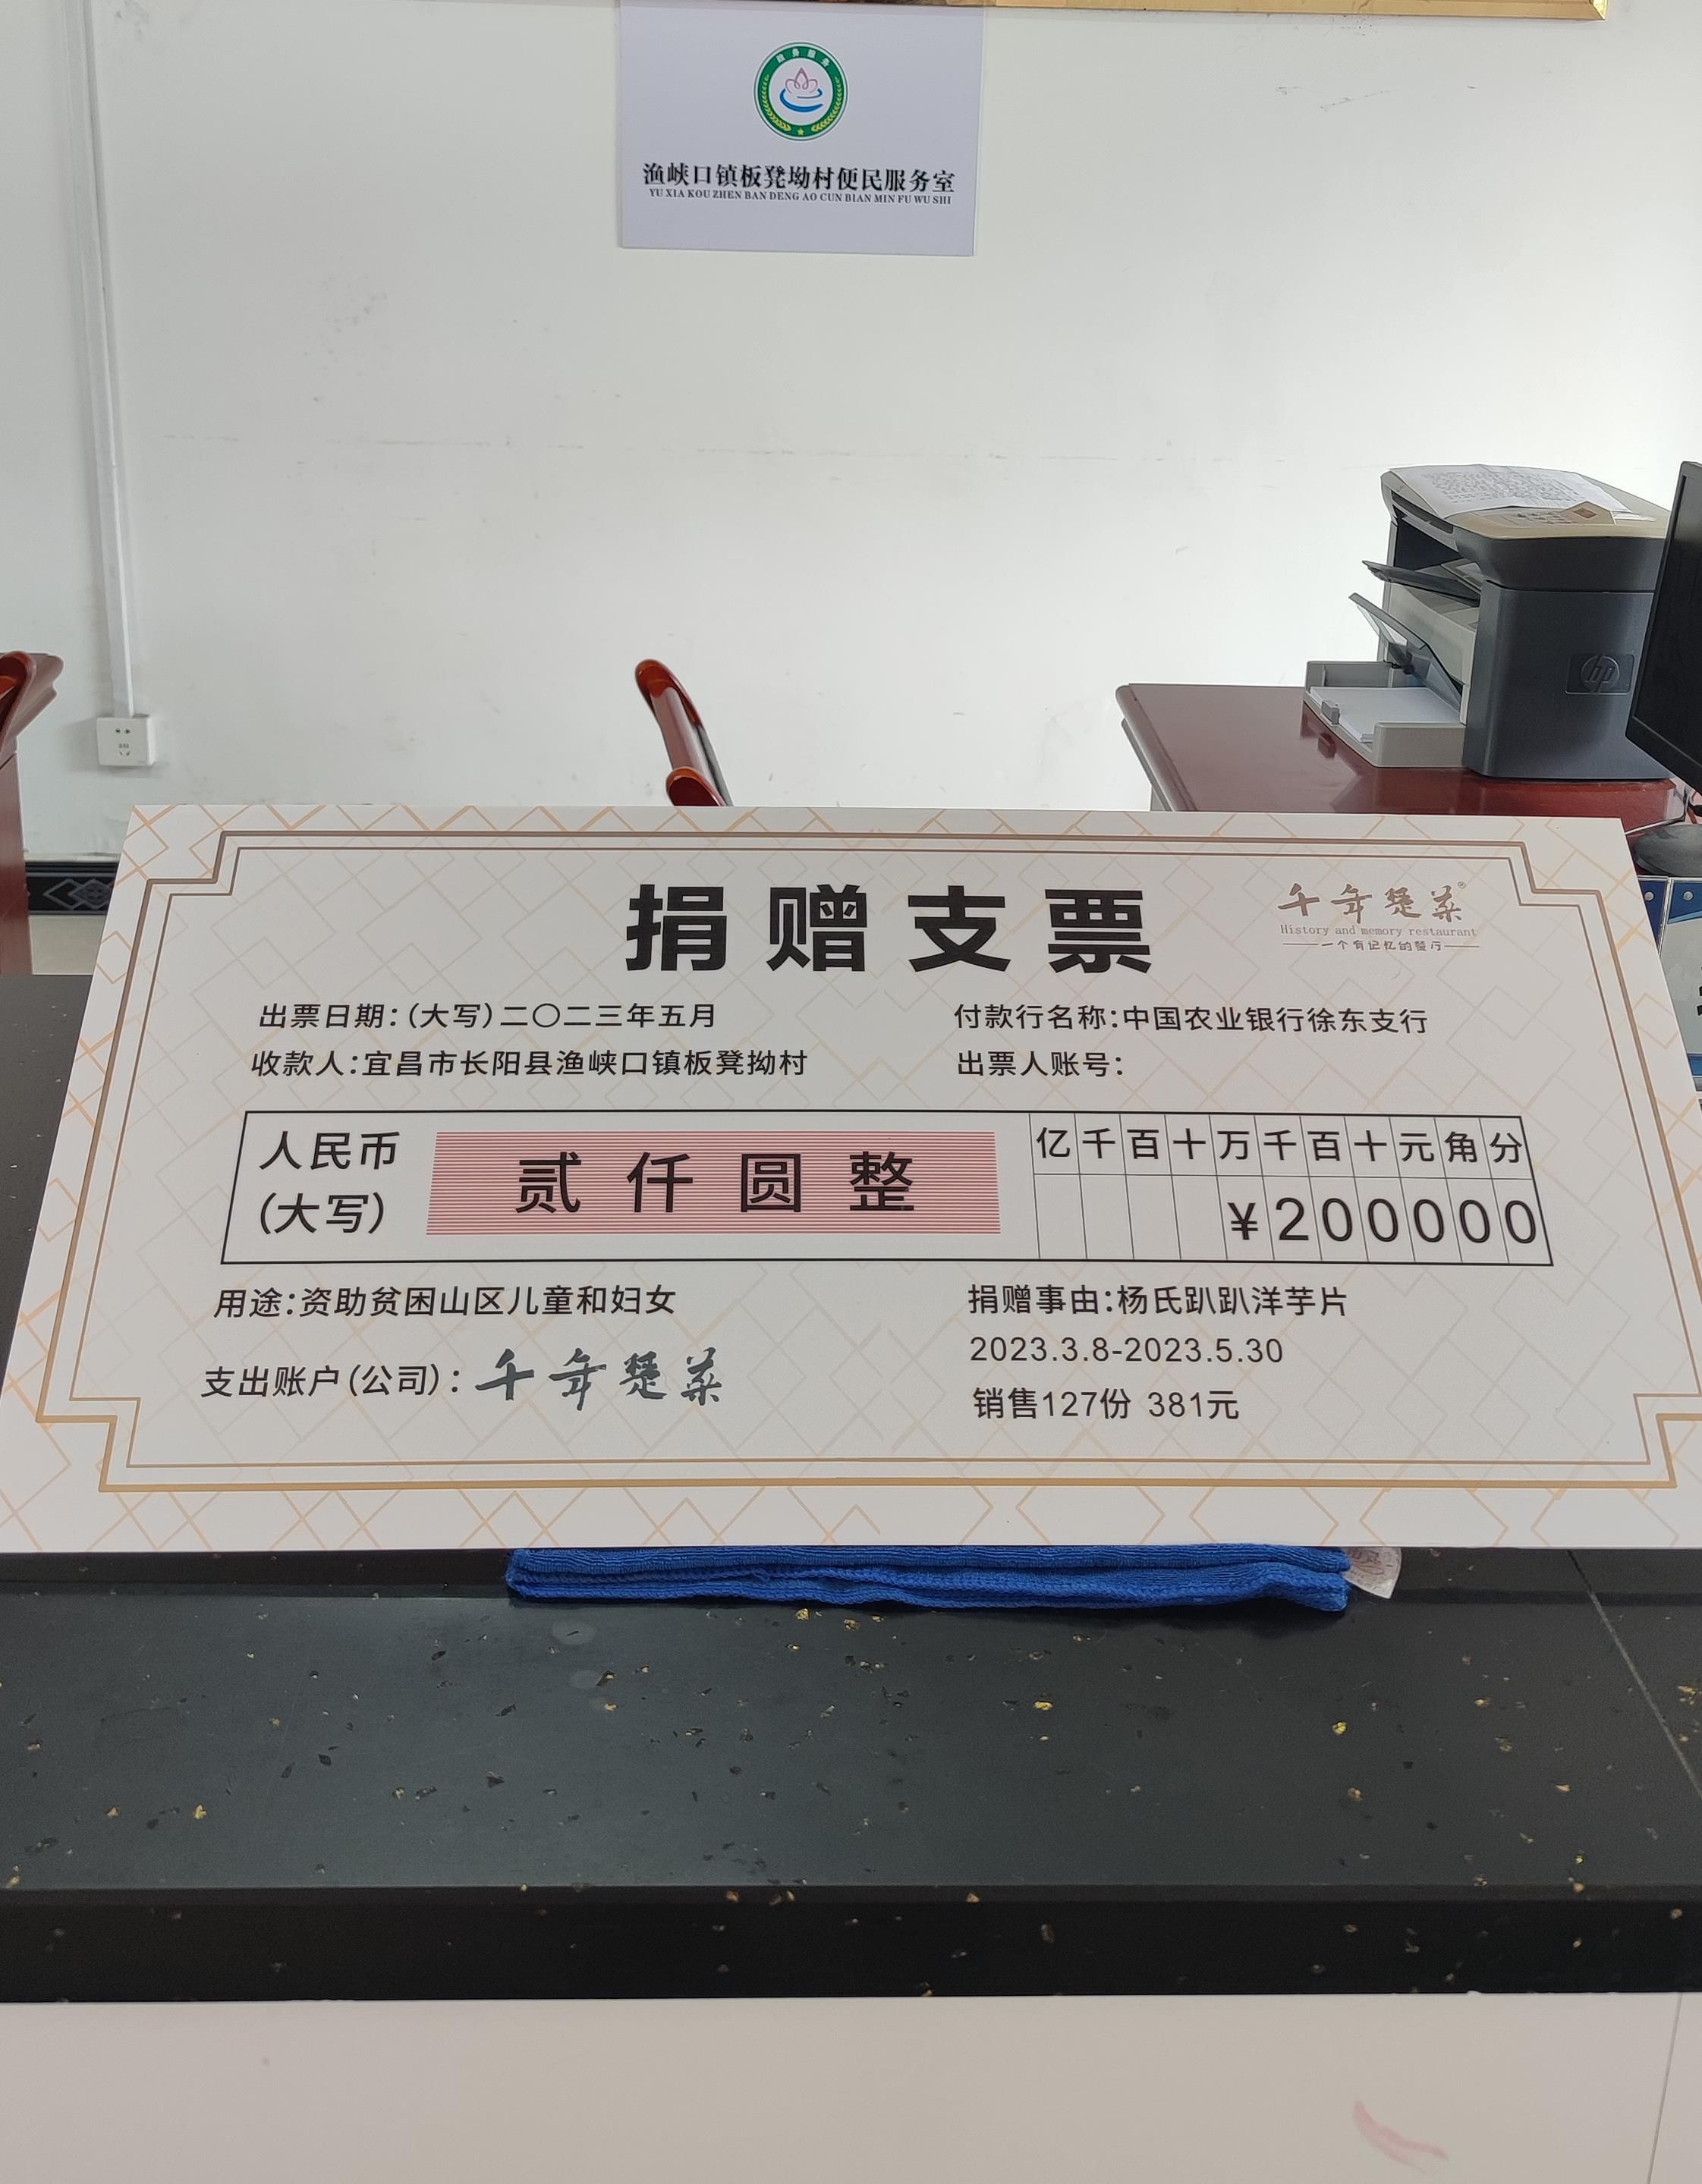 政务服务
渔峡口镇板凳坳村便民服务室
YU XIA KOU ZHEN BAN DENG AO CUN BIAN MIN FU WU SHI
hp
捐赠支票
千年楚菜®
History and memory restaurant
一个有记忆的餐厅
出票日期：（大写）二〇二三年五月
付款行名称：中国农业银行徐东支行
收款人：宜昌市长阳县渔峡口镇板凳拗村
出票人账号：
人民币
（大写）
贰仟圆整
亿千百十万千百十元角分
¥200000
用途：资助贫困山区儿童和妇女
捐赠事由：杨氏趴趴洋芋片
2023.3.8-2023.5.30
支出账户（公司）：千年楚菜
销售127份 381元